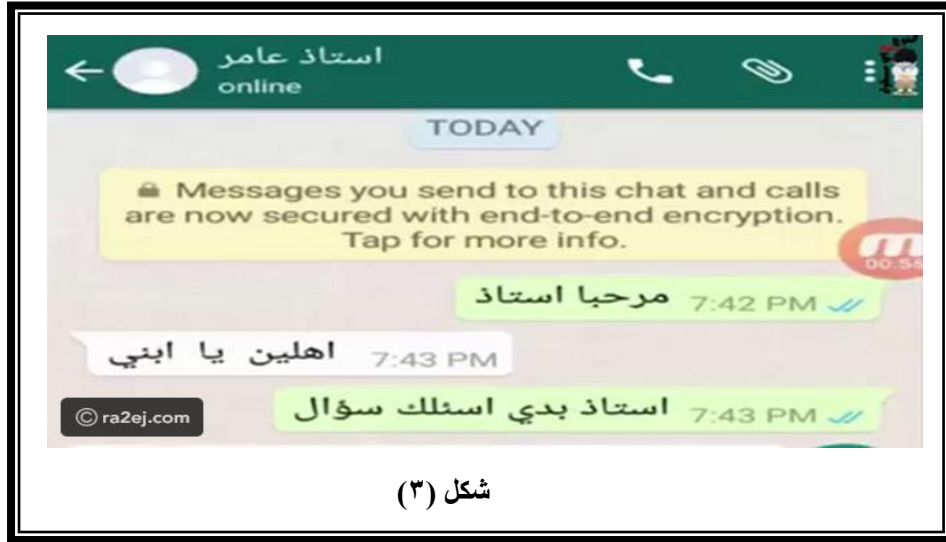 استاذ عامر
online
TODAY
Messages you send to this chat and calls
are now secured with end-to-end encryption.
Tap for more info.
00:55
مرحبا استاذ 7:42 PM
اهلين يا ابني 7:43 PM
استاذ بدي اسئلك سؤال 7:43 PM
© ra2ej.com
شكل (٣)